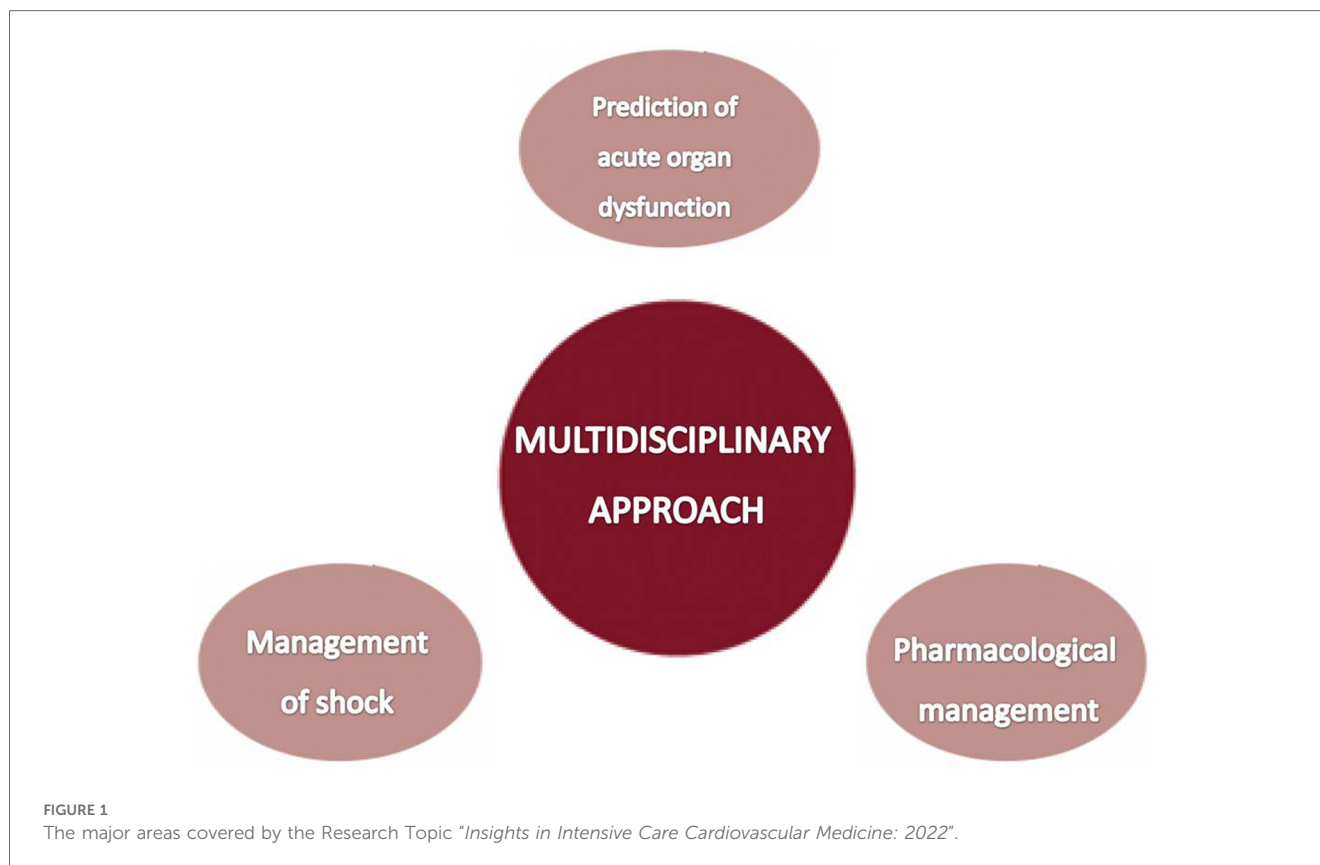 Prediction of
acute organ
dysfunction
MULTIDISCIPLINARY
APPROACH
Management
of shock
Pharmacological
management
FIGURE 1
The major areas covered by the Research Topic "Insights in Intensive Care Cardiovascular Medicine: 2022".